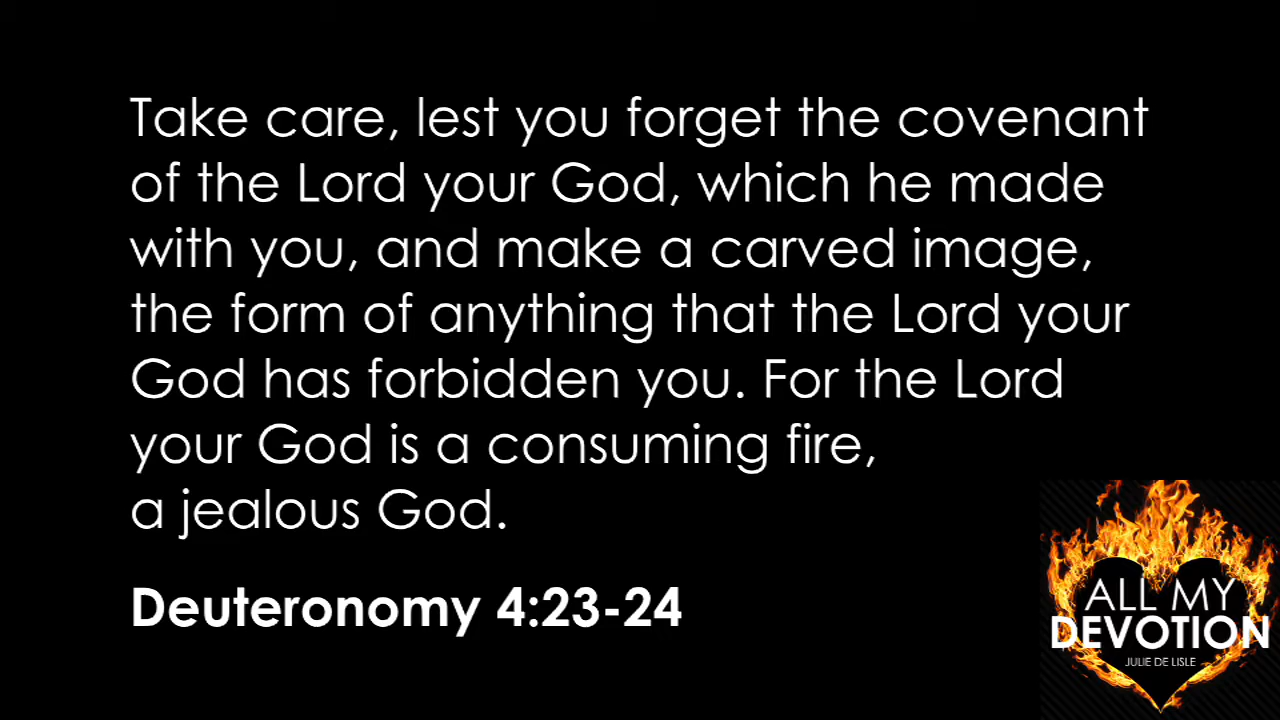 Take care, lest you forget the covenant
of the Lord your God, which he made
with you, and make a carved image,
the form of anything that the Lord your
God has forbidden you. For the Lord
your God is a consuming fire,
a jealous God.
Deuteronomy 4:23-24
ALL MY
DEVOTION
JULIE DE LISLE